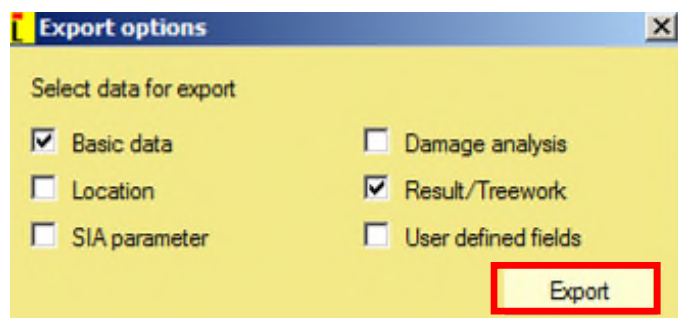 Export options
Select data for export
Basic data
Damage analysis
Location
Result/Treework
SIA parameter
User defined fields
Export